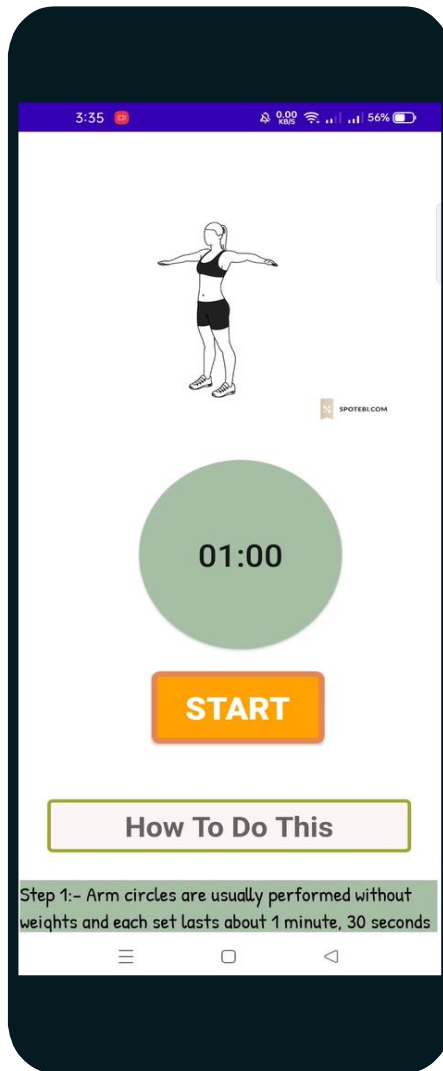 3:35
0.00
KB/S
56%
SPOTEBI.COM
01:00
START
How To Do This
Step 1:- Arm circles are usually performed without
weights and each set lasts about 1 minute, 30 seconds